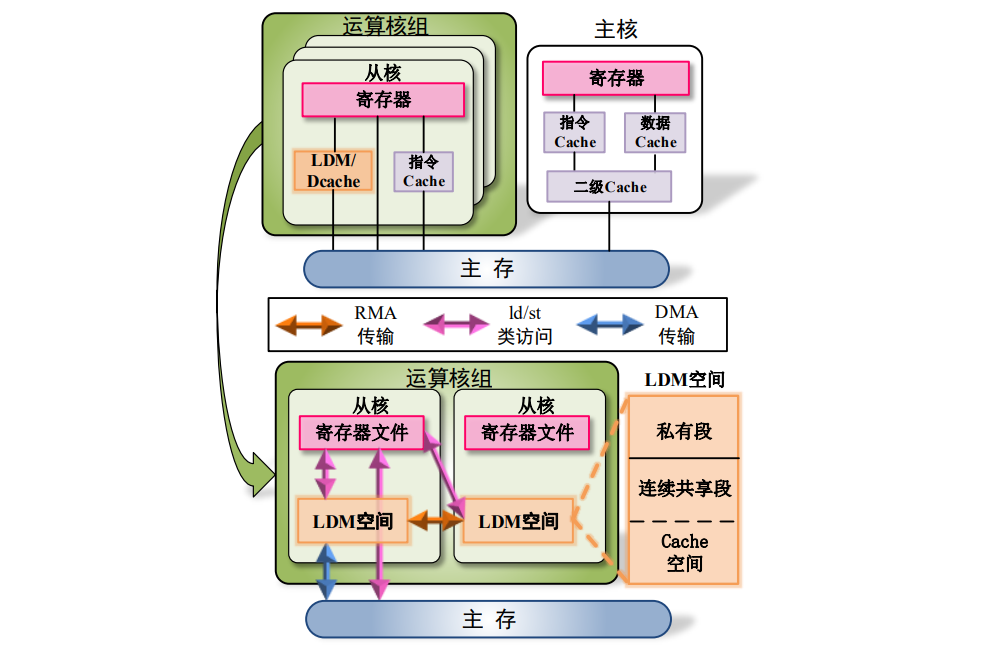 运算核组
主核
从核
寄存器
寄存器
指令
Cache
数据
Cache
LDM/
Dcache
指令
Cache
二级Cache
主 存
RMA
传输
ld/st
类访问
DMA
传输
运算核组
LDM空间
从核
从核
寄存器文件
寄存器文件
私有段
连续共享段
LDM空间
LDM空间
Cache
空间
主 存